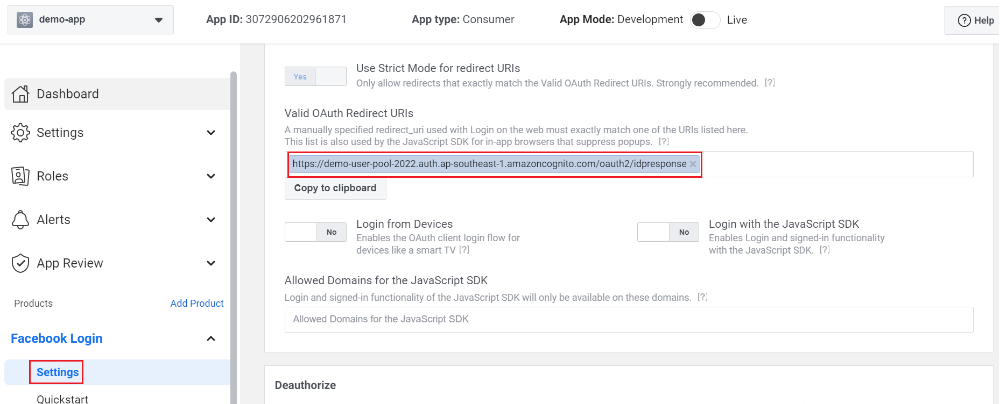 demo-app
App ID: 3072906202961871
App type: Consumer
App Mode: Development
Live
Help
Dashboard
Settings
Roles
Alerts
App Review
Products
Add Product
Facebook Login
Settings
Quickstart
Yes
Use Strict Mode for redirect URIs
Only allow redirects that exactly match the Valid OAuth Redirect URIs. Strongly recommended. [?]
Valid OAuth Redirect URIs
A manually specified redirect_uri used with Login on the web must exactly match one of the URIs listed here.
This list is also used by the JavaScript SDK for in-app browsers that suppress popups. [?]
https://demo-user-pool-2022.auth.ap-southeast-1.amazoncognito.com/oauth2/idpresponse ×
Copy to clipboard
No
Login from Devices
Enables the OAuth client login flow for
devices like a smart TV [?]
No
Login with the JavaScript SDK
Enables Login and signed-in functionality
with the JavaScript SDK. [?]
Allowed Domains for the JavaScript SDK
Login and signed-in functionality of the JavaScript SDK will only be available on these domains. [?]
Allowed Domains for the JavaScript SDK
Deauthorize